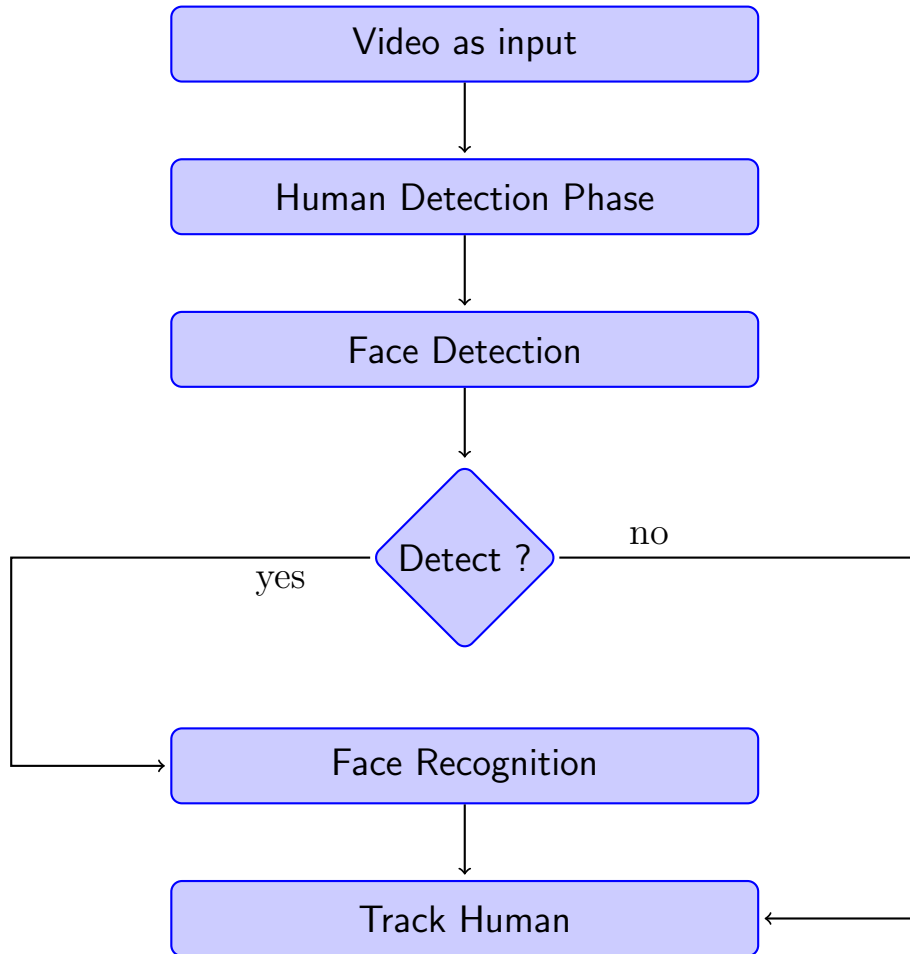 Video as input
Human Detection Phase
Face Detection
Detect ?
no
yes
Face Recognition
Track Human